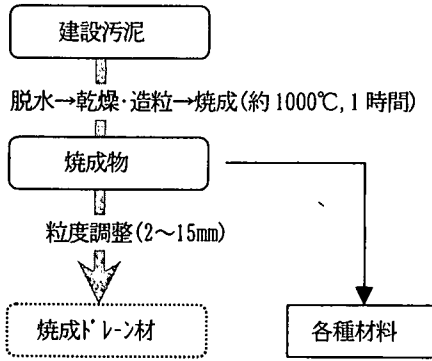 建設汚泥
脱水→乾燥・造粒→焼成(約1000℃,1時間)
焼成物
粒度調整(2～15mm)
焼成ﾄﾞﾚｰﾝ材
各種材料